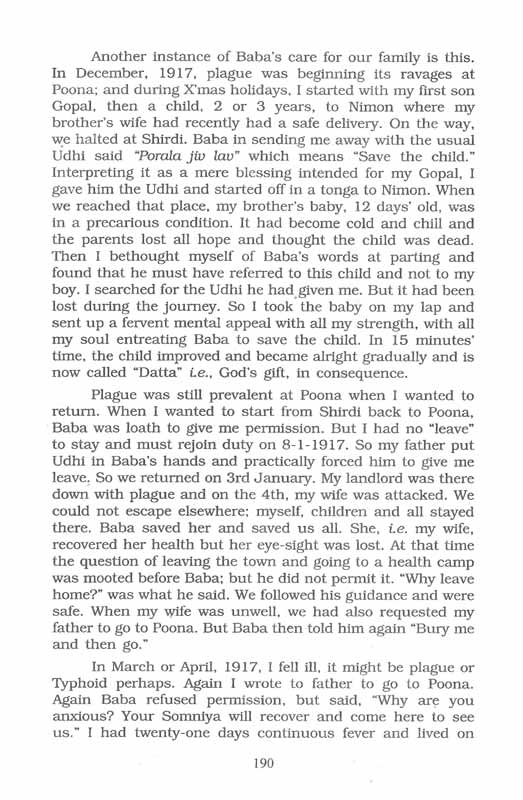 Another instance of Baba's care for our family is this.
In December, 1917, plague was beginning its ravages at
Poona; and during X'mas holidays, I started with my first son
Gopal, then a child, 2 or 3 years, to Nimon where my
brother's wife had recently had a safe delivery. On the way,
we halted at Shirdi. Baba in sending me away with the usual
Udhi said "Porala jiv lav" which means "Save the child."
Interpreting it as a mere blessing intended for my Gopal, I
gave him the Udhi and started off in a tonga to Nimon. When
we reached that place, my brother's baby, 12 days' old, was
in a precarious condition. It had become cold and chill and
the parents lost all hope and thought the child was dead.
Then I bethought myself of Baba's words at parting and
found that he must have referred to this child and not to my
boy. I searched for the Udhi he had given me. But it had been
lost during the journey. So I took the baby on my lap and
sent up a fervent mental appeal with all my strength, with all
my soul entreating Baba to save the child. In 15 minutes'
time, the child improved and became alright gradually and is
now called "Datta" i.e., God's gift, in consequence.
Plague was still prevalent at Poona when I wanted to
return. When I wanted to start from Shirdi back to Poona,
Baba was loath to give me permission. But I had no "leave"
to stay and must rejoin duty on 8-1-1917. So my father put
Udhi in Baba's hands and practically forced him to give me
leave. So we returned on 3rd January. My landlord was there
down with plague and on the 4th, my wife was attacked. We
could not escape elsewhere; myself, children and all stayed
there. Baba saved her and saved us all. She, i.e. my wife,
recovered her health but her eye-sight was lost. At that time
the question of leaving the town and going to a health camp
was mooted before Baba; but he did not permit it. "Why leave
home?" was what he said. We followed his guidance and were
safe. When my wife was unwell, we had also requested my
father to go to Poona. But Baba then told him again "Bury me
and then go."
In March or April, 1917, I fell ill, it might be plague or
Typhoid perhaps. Again I wrote to father to go to Poona.
Again Baba refused permission, but said, "Why are you
anxious? Your Somniya will recover and come here to see
us." I had twenty-one days continuous fever and lived on
190